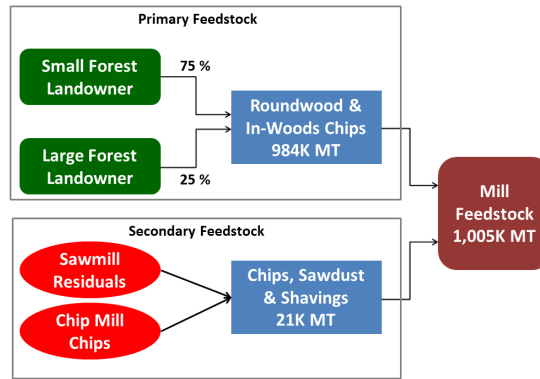 Primary Feedstock
Small Forest
Landowner
75 %
Large Forest
Landowner
25 %
Roundwood &
In-Woods Chips
984K MT
Mill
Feedstock
1,005K MT
Secondary Feedstock
Sawmill
Residuals
Chip Mill
Chips
Chips, Sawdust
& Shavings
21K MT